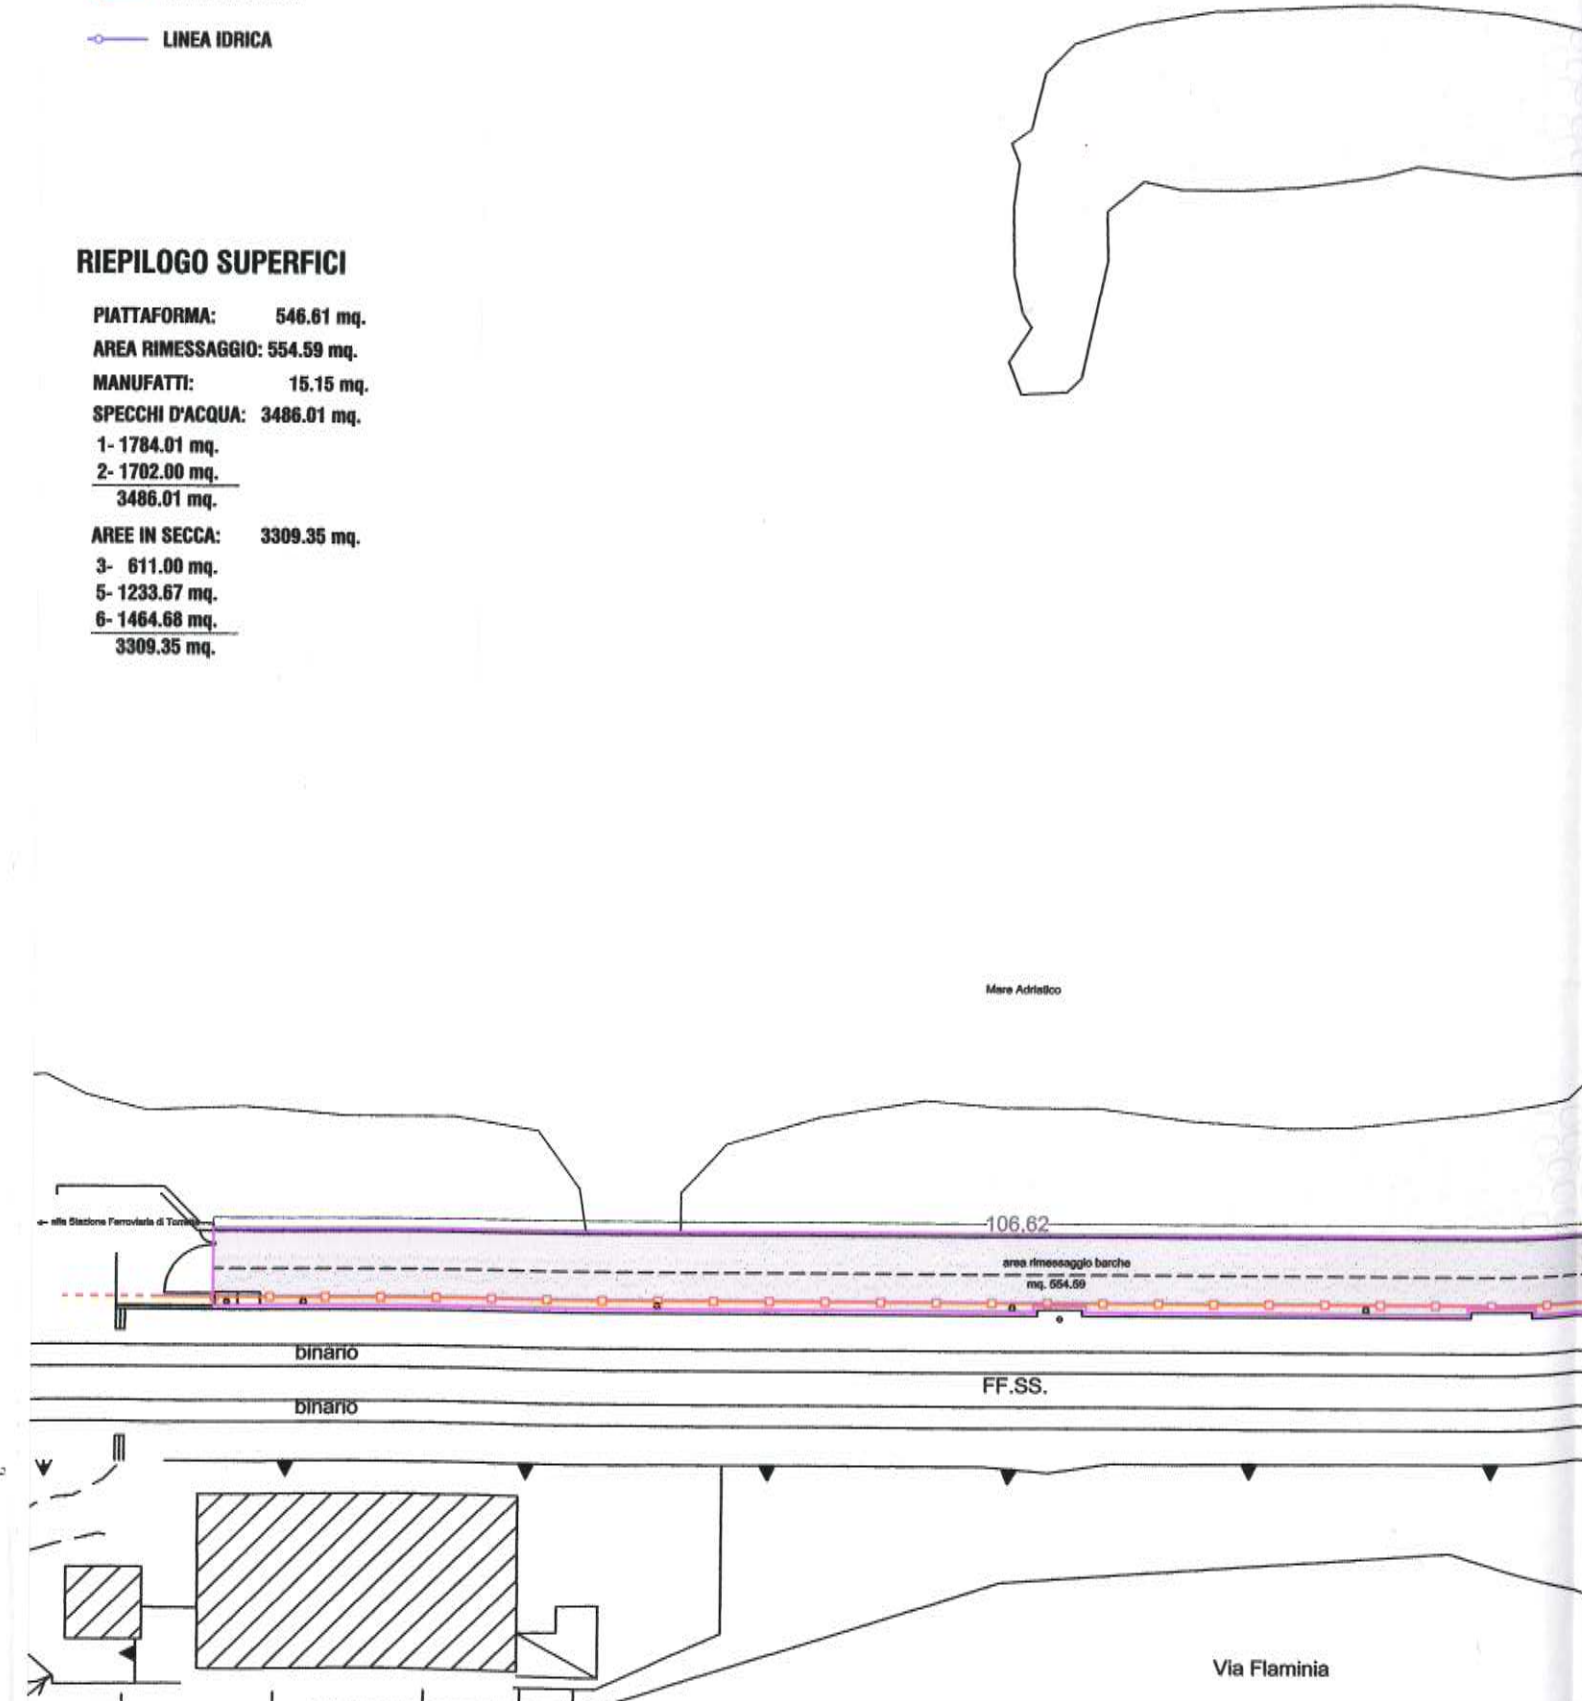 LINEA IDRICA
RIEPILOGO SUPERFICI
PIATTAFORMA: 546.61 mq.
AREA RIMESSAGGIO: 554.59 mq.
MANUFATTI: 15.15 mq.
SPECCHI D'ACQUA: 3486.01 mq.
1- 1784.01 mq.
2- 1702.00 mq.
3486.01 mq.
AREE IN SECCA: 3309.35 mq.
3- 611.00 mq.
5- 1233.67 mq.
6- 1464.68 mq.
3309.35 mq.
Mare Adriatico
alla Stazione Ferroviaria di
106,62
area rimessaggio barche
mq. 554.59
binario
FF.SS.
binario
Via Flaminia